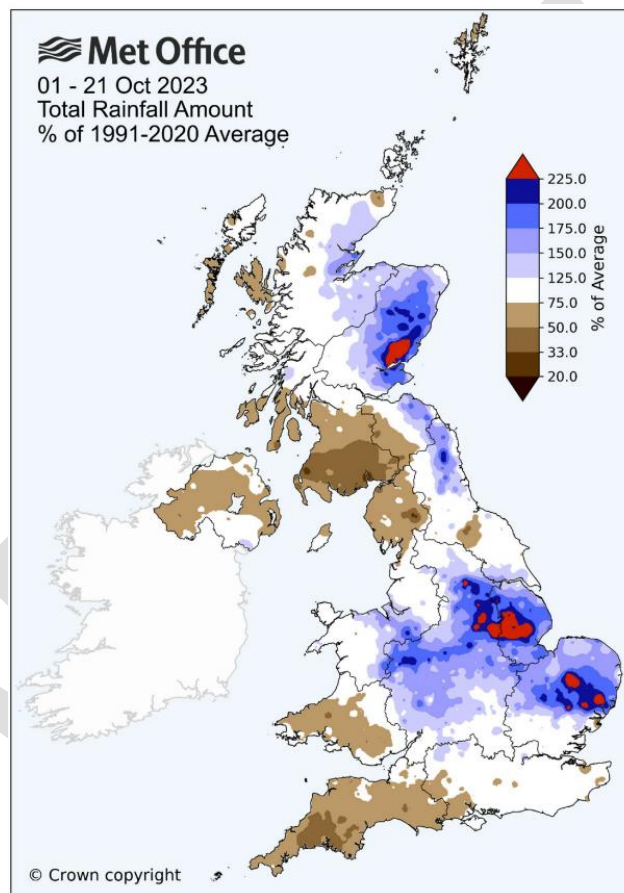 Met Office
01 - 21 Oct 2023
Total Rainfall Amount
% of 1991-2020 Average
225.0
200.0
175.0
150.0
125.0
75.0
50.0
33.0
20.0
% of Average
© Crown copyright